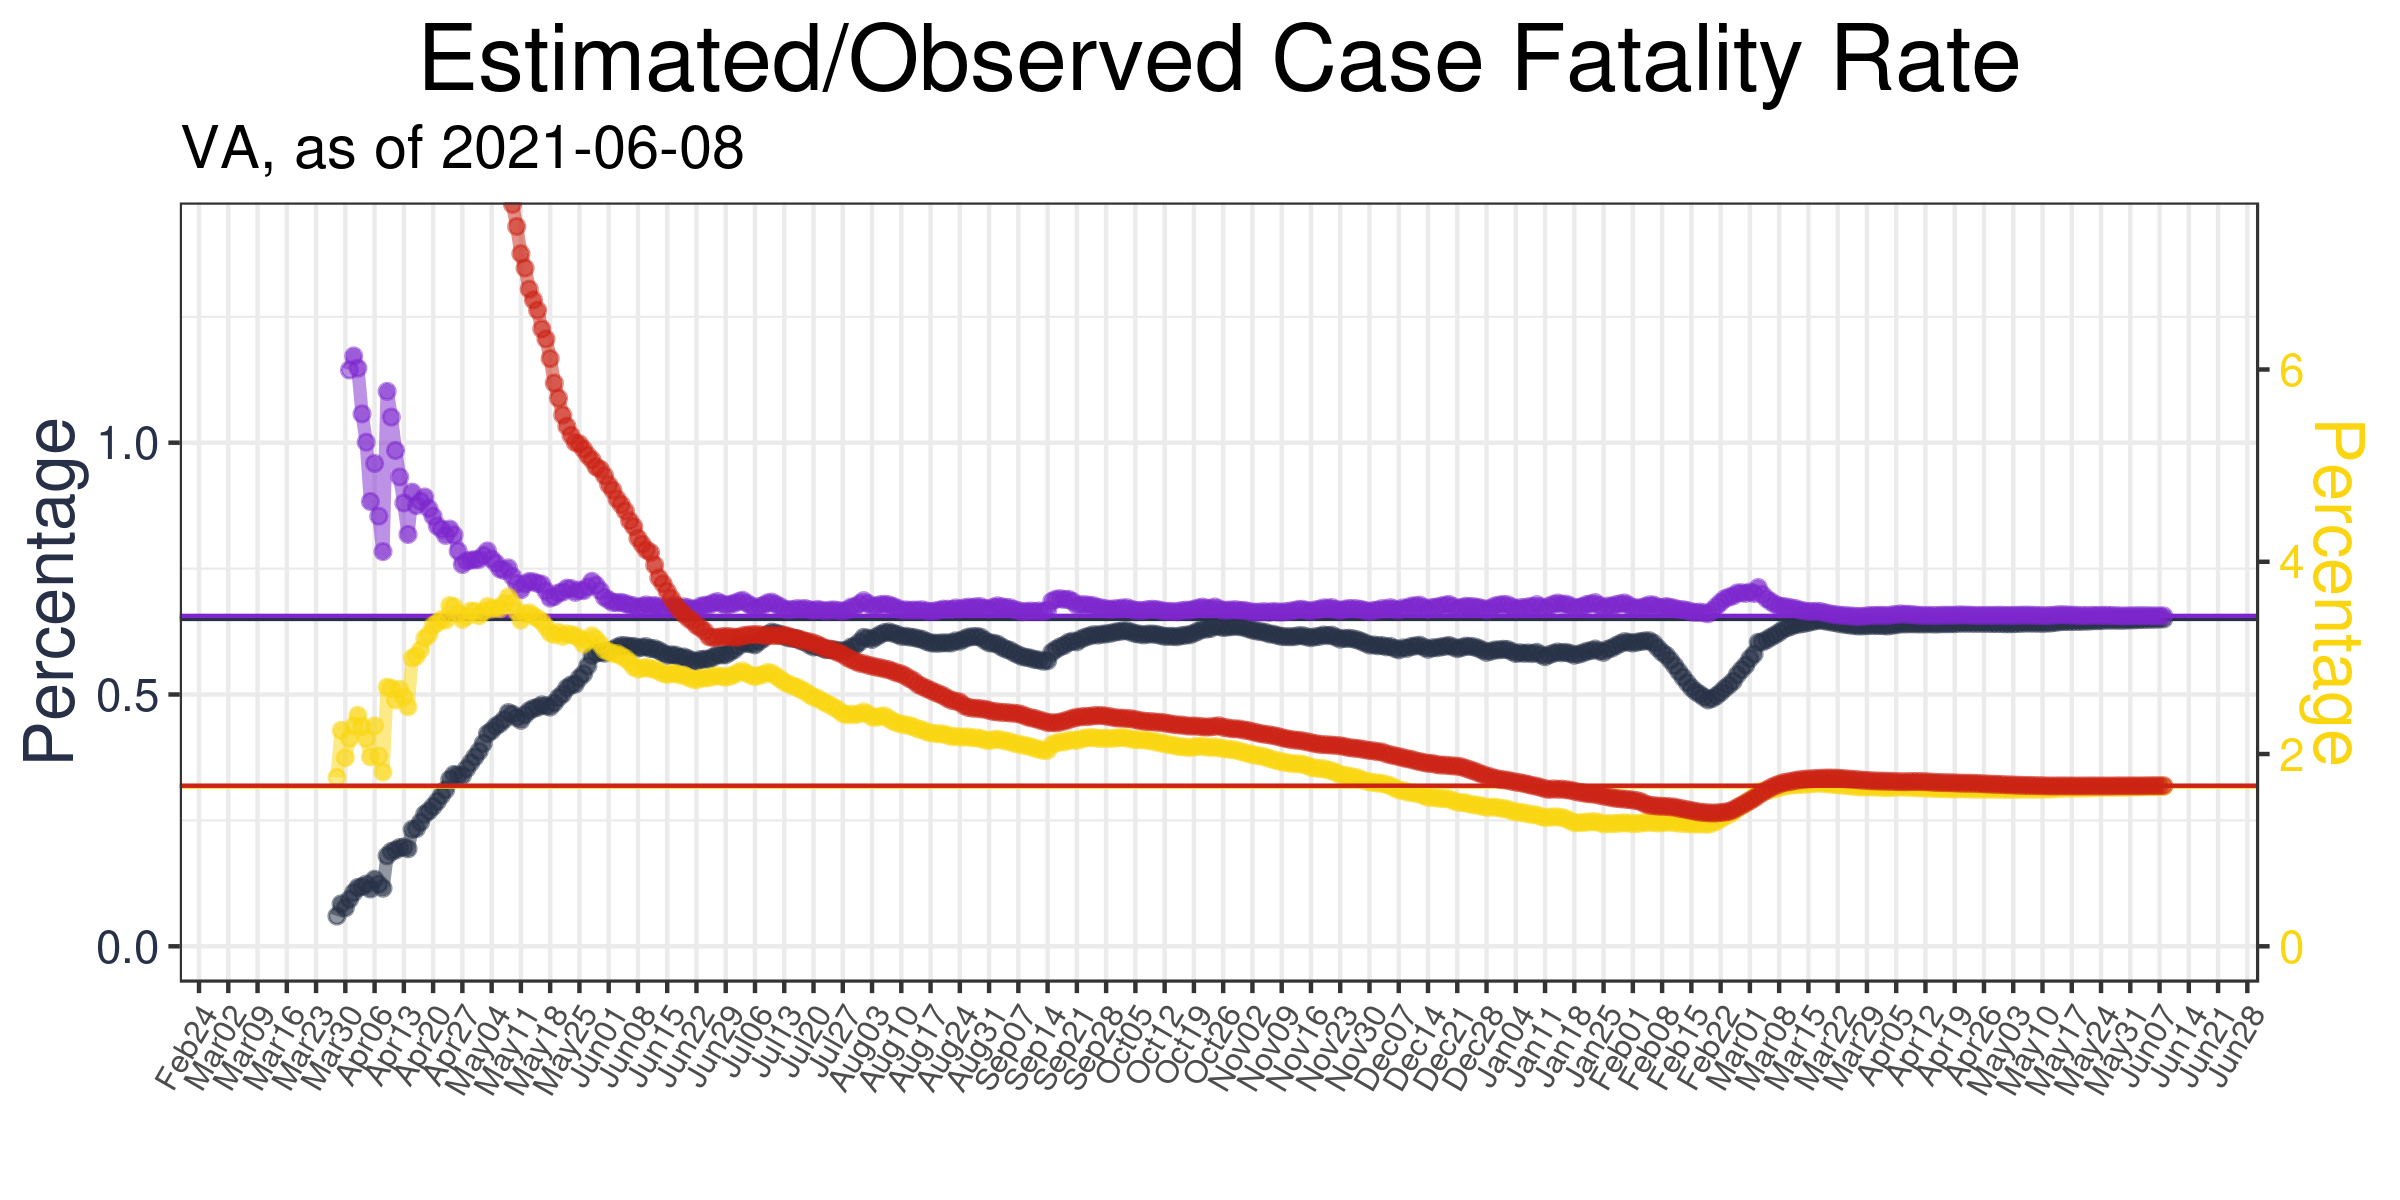 Estimated/Observed Case Fatality Rate
VA, as of 2021-06-08
Percentage
1.0
0.5
0.0
6
4
2
0
Percentage
Feb24
Mar02
Mar09
Mar16
Mar23
Mar30
Apr06
Apr13
Apr20
Apr27
May04
May11
May18
May25
Jun01
Jun08
Jun15
Jun22
Jun29
Jul06
Jul13
Jul20
Jul27
Aug03
Aug10
Aug17
Aug24
Aug31
Sep07
Sep14
Sep21
Sep28
Oct05
Oct12
Oct19
Oct26
Nov02
Nov09
Nov16
Nov23
Nov30
Dec07
Dec14
Dec21
Dec28
Jan04
Jan11
Jan18
Jan25
Feb01
Feb08
Feb15
Feb22
Mar01
Mar08
Mar15
Mar22
Mar29
Apr05
Apr12
Apr19
Apr26
May03
May10
May17
May24
May31
Jun07
Jun14
Jun21
Jun28